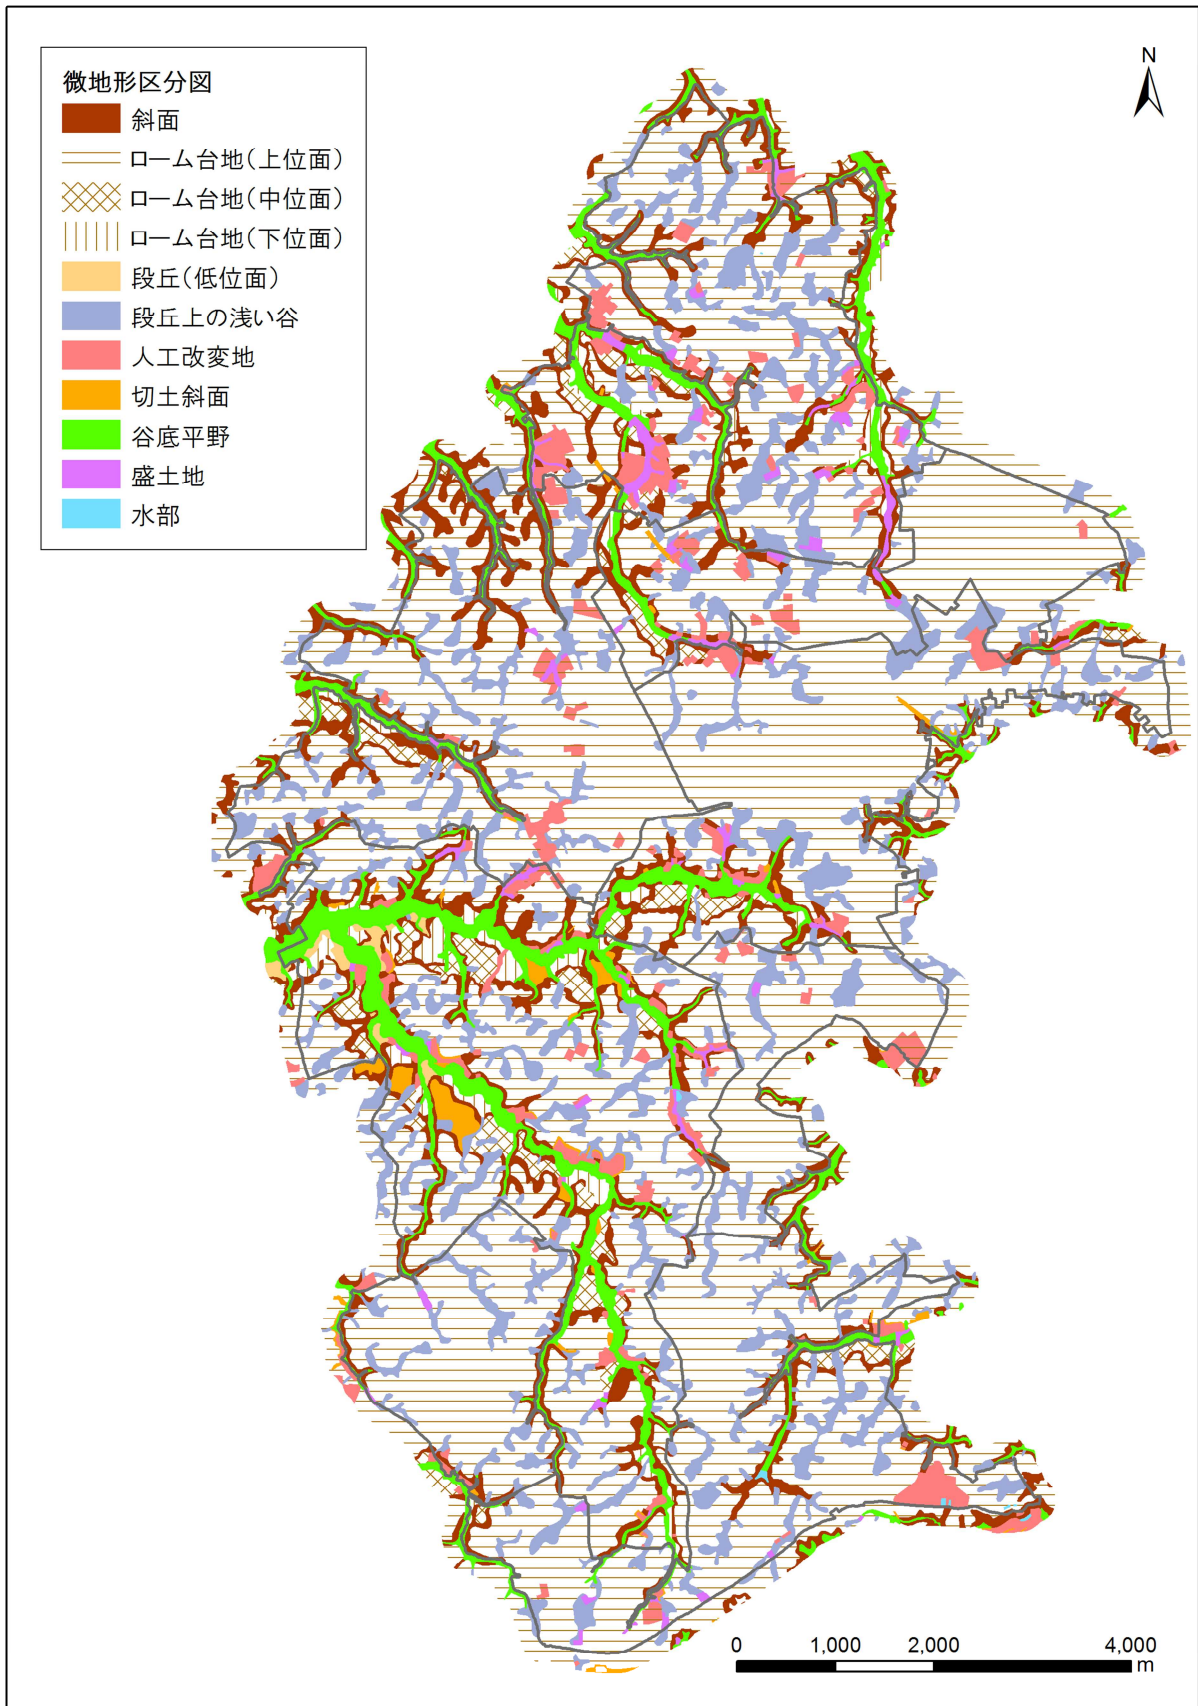 微地形区分図
斜面
ローム台地(上位面)
ローム台地(中位面)
ローム台地(下位面)
段丘(低位面)
段丘上の浅い谷
人工改変地
切土斜面
谷底平野
盛土地
水部
N
0 1,000 2,000 4,000
m